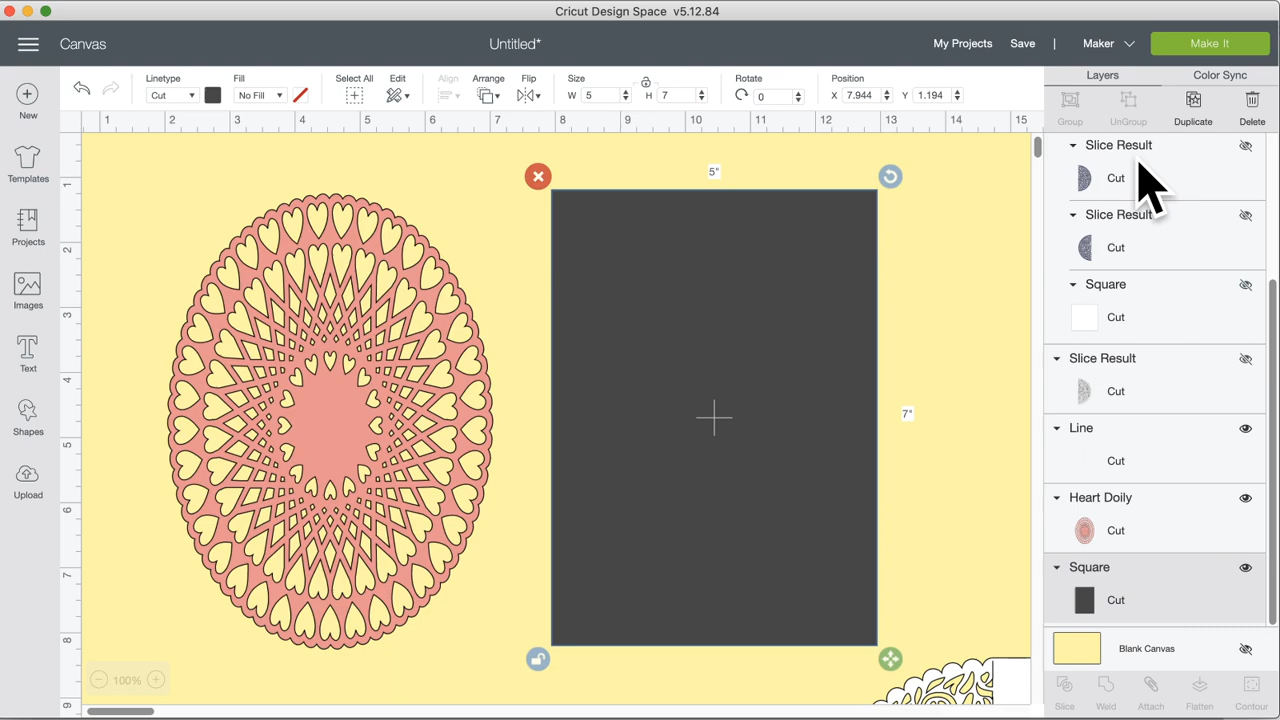 Cricut Design Space v5.12.84
Canvas
Untitled*
My Projects
Save
|
Maker
Make It
New
Templates
Projects
Images
Text
Shapes
Upload
Linetype
Cut
Fill
No Fill
Select All
Edit
Align
Arrange
Flip
Size
W 5
H 7
Rotate
0
Position
X 7.944
Y 1.194
1 2 3 4 5 6 7 8 9 10 11 12 13 14 15
1
2
3
4
5
6
7
8
9
5"
7"
100%
Layers
Color Sync
Group
UnGroup
Duplicate
Delete
Slice Result
Cut
Slice Result
Cut
Square
Cut
Slice Result
Cut
Line
Cut
Heart Doily
Cut
Square
Cut
Blank Canvas
Slice
Weld
Attach
Flatten
Contour